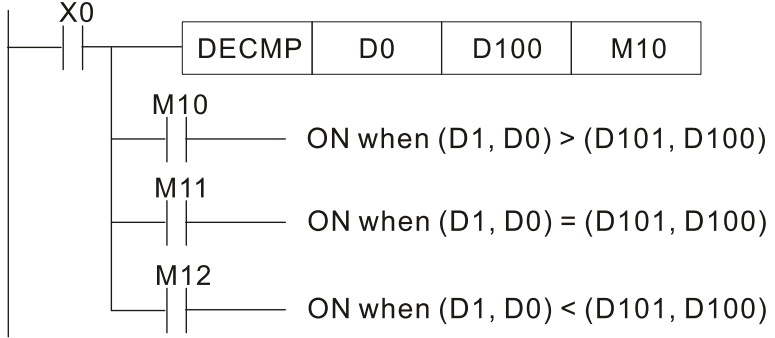 X0
DECMP D0 D100 M10
M10
ON when (D1, D0) > (D101, D100)
M11
ON when (D1, D0) = (D101, D100)
M12
ON when (D1, D0) < (D101, D100)